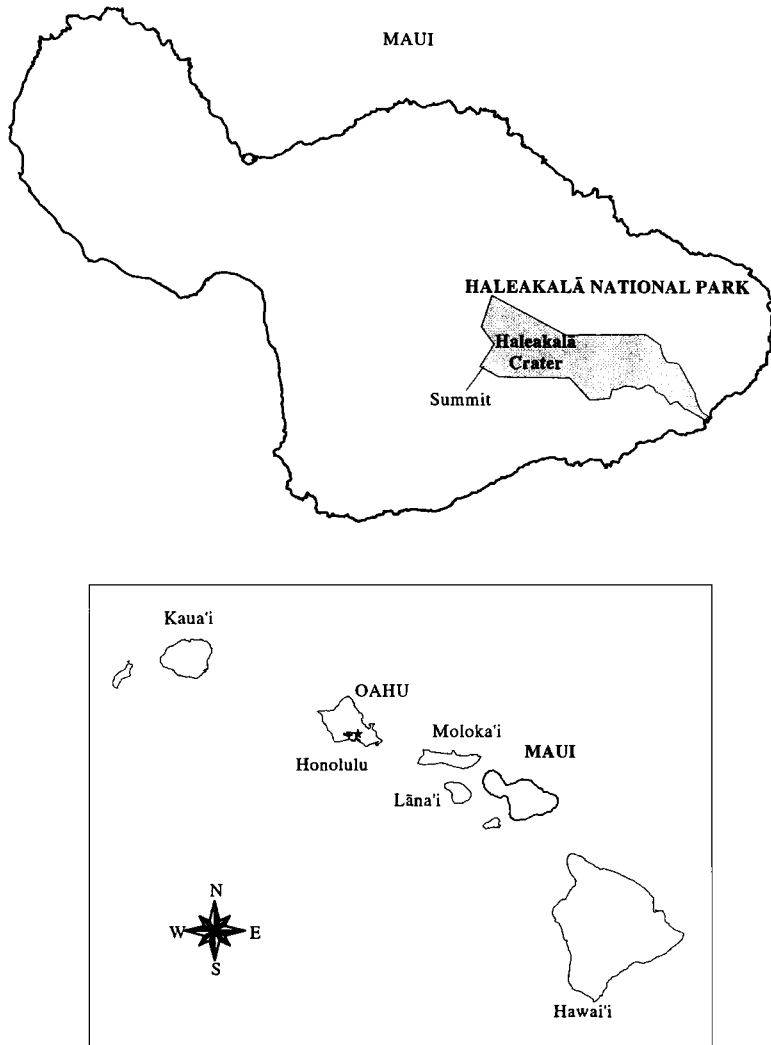 MAUI
HALEAKALĀ NATIONAL PARK
Haleakalā
Crater
Summit
Kaua'i
OAHU
Honolulu
Moloka'i
MAUI
Lāna'i
N
W
E
S
Hawai'i